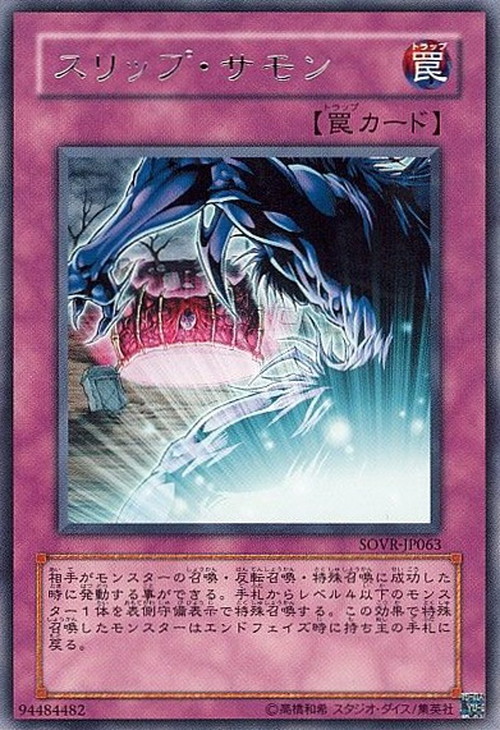 スリップ・サモン
トラップ
罠
トラップ
【罠カード】
SOVR-JP063
相手がモンスターの召喚・反転召喚・特殊召喚に成功した
時に発動する事ができる。手札からレベル４以下のモンス
ター１体を表側守備表示で特殊召喚する。この効果で特殊
召喚したモンスターはエンドフェイズ時に持ち主の手札に
戻る。
94484482
©高橋和希 スタジオ・ダイス/集英社